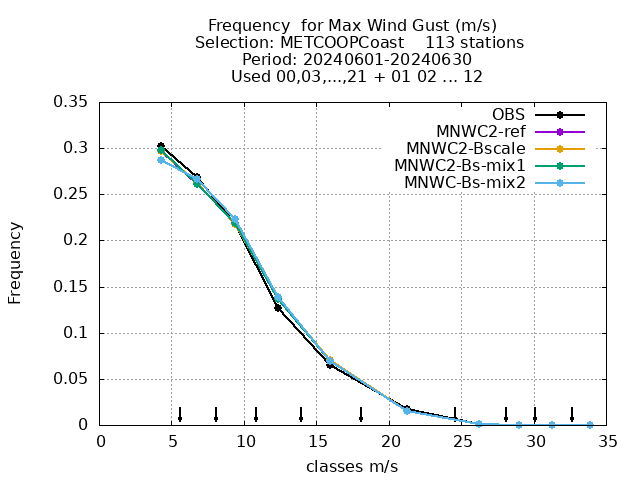 Frequency  for Max Wind Gust (m/s)
Selection: METCOOPCoast    113 stations
Period: 20240601-20240630
Used 00,03,...,21 + 01 02 ... 12
0.35
0.3
0.25
0.2
0.15
0.1
0.05
0
Frequency
OBS
MNWC2-ref
MNWC2-Bscale
MNWC2-Bs-mix1
MNWC-Bs-mix2
0 5 10 15 20 25 30 35
classes m/s